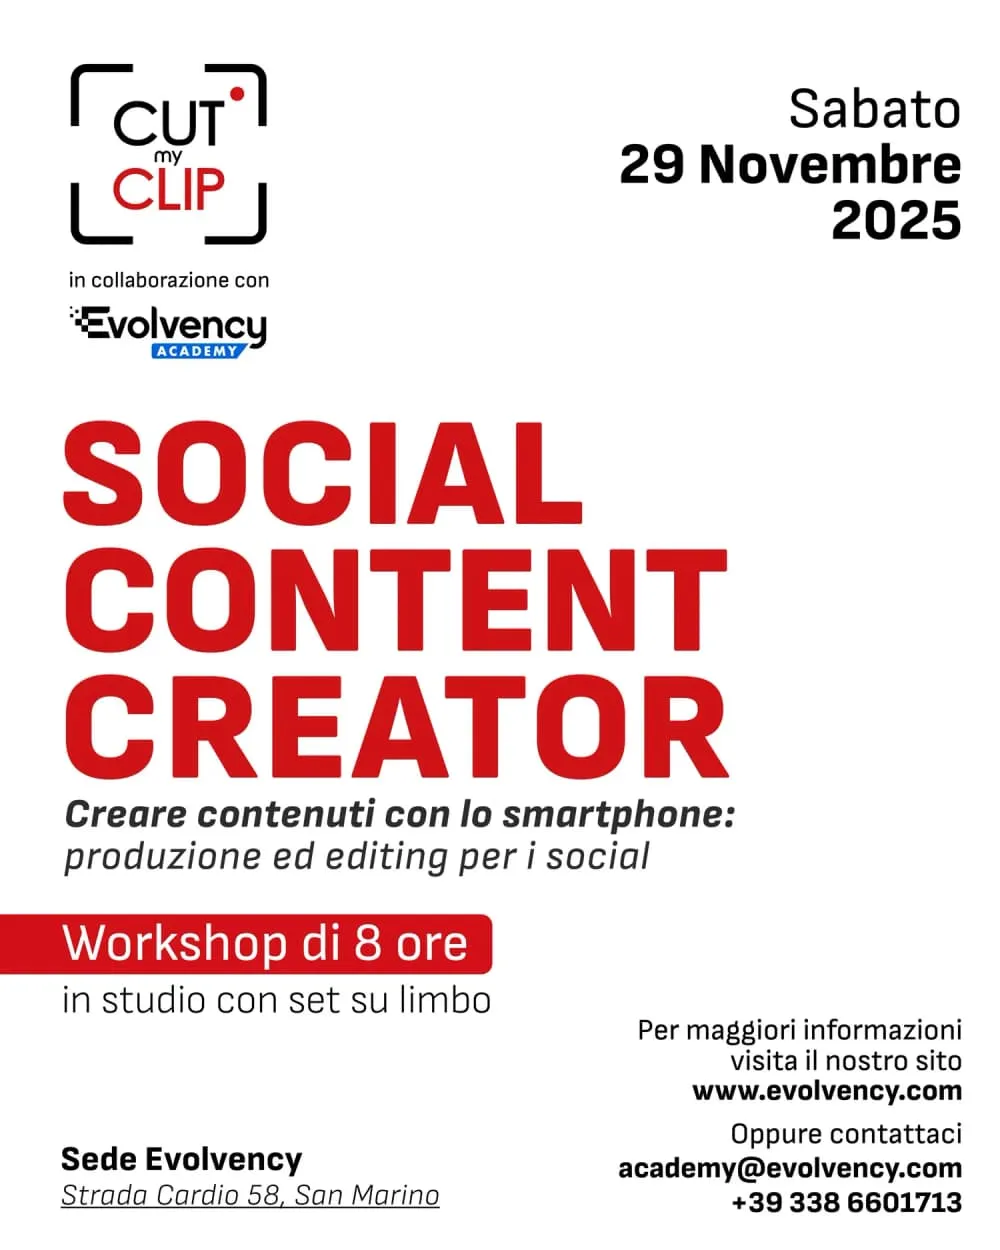 CUT
my
CLIP
in collaborazione con
Evolvency
ACADEMY
Sabato
29 Novembre
2025
SOCIAL
CONTENT
CREATOR
Creare contenuti con lo smartphone:
produzione ed editing per i social
Workshop di 8 ore
in studio con set su limbo
Per maggiori informazioni
visita il nostro sito
www.evolvency.com
Oppure contattaci
academy@evolvency.com
+39 338 6601713
Sede Evolvency
Strada Cardio 58, San Marino